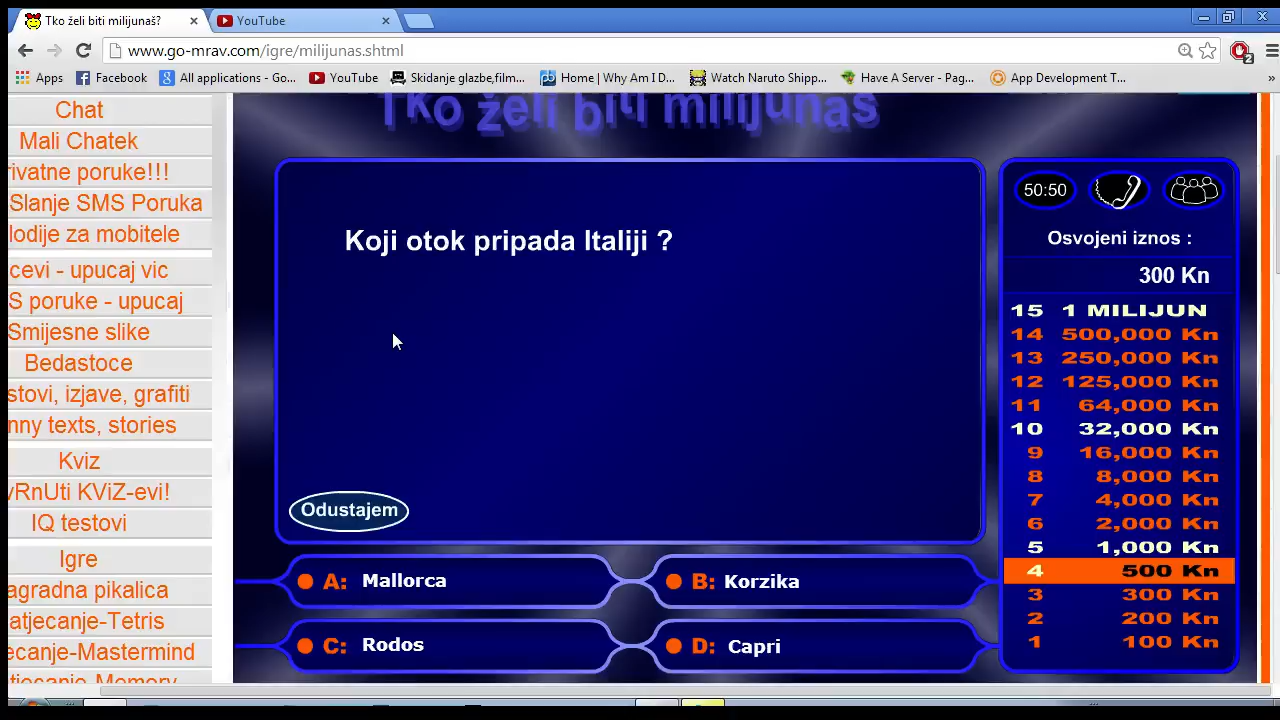 Tko želi biti milijunaš?
YouTube
www.go-mrav.com/igre/milijunas.shtml
2
Apps
Facebook
All applications - Go...
YouTube
Skidanje glazbe,film...
Home | Why Am I D...
Watch Naruto Shipp...
Have A Server - Pag...
App Development T...
»
Chat
Mali Chatek
rivatne poruke!!!
Slanje SMS Poruka
lodije za mobitele
cevi - upucaj vic
S poruke - upucaj
Smijesne slike
Bedastoce
stovi, izjave, grafiti
nny texts, stories
Kviz
vRnUti KViZ-evi!
IQ testovi
Igre
agradna pikalica
atjecanje-Tetris
ecanje-Mastermind
tjecanje-Memory
Tko želi biti milijunaš
Koji otok pripada Italiji ?
Odustajem
A: Mallorca
B: Korzika
C: Rodos
D: Capri
50:50
Osvojeni iznos :
300 Kn
15 1 MILIJUN
14 500,000 Kn
13 250,000 Kn
12 125,000 Kn
11 64,000 Kn
10 32,000 Kn
9 16,000 Kn
8 8,000 Kn
7 4,000 Kn
6 2,000 Kn
5 1,000 Kn
4 500 Kn
3 300 Kn
2 200 Kn
1 100 Kn